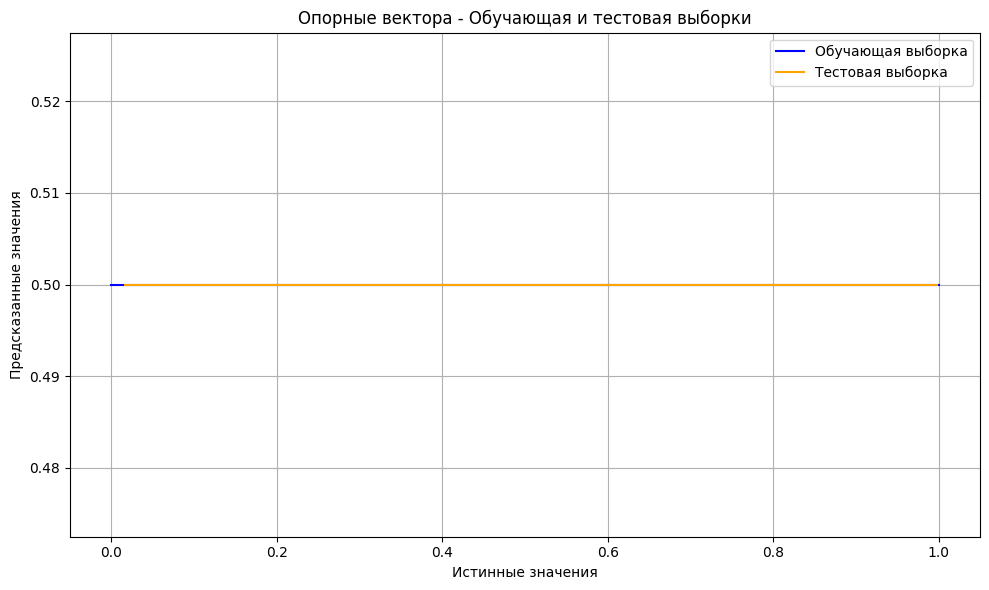 Опорные вектора - Обучающая и тестовая выборки
Обучающая выборка
Тестовая выборка
Предсказанные значения
0.52
0.51
0.50
0.49
0.48
0.0 0.2 0.4 0.6 0.8 1.0
Истинные значения